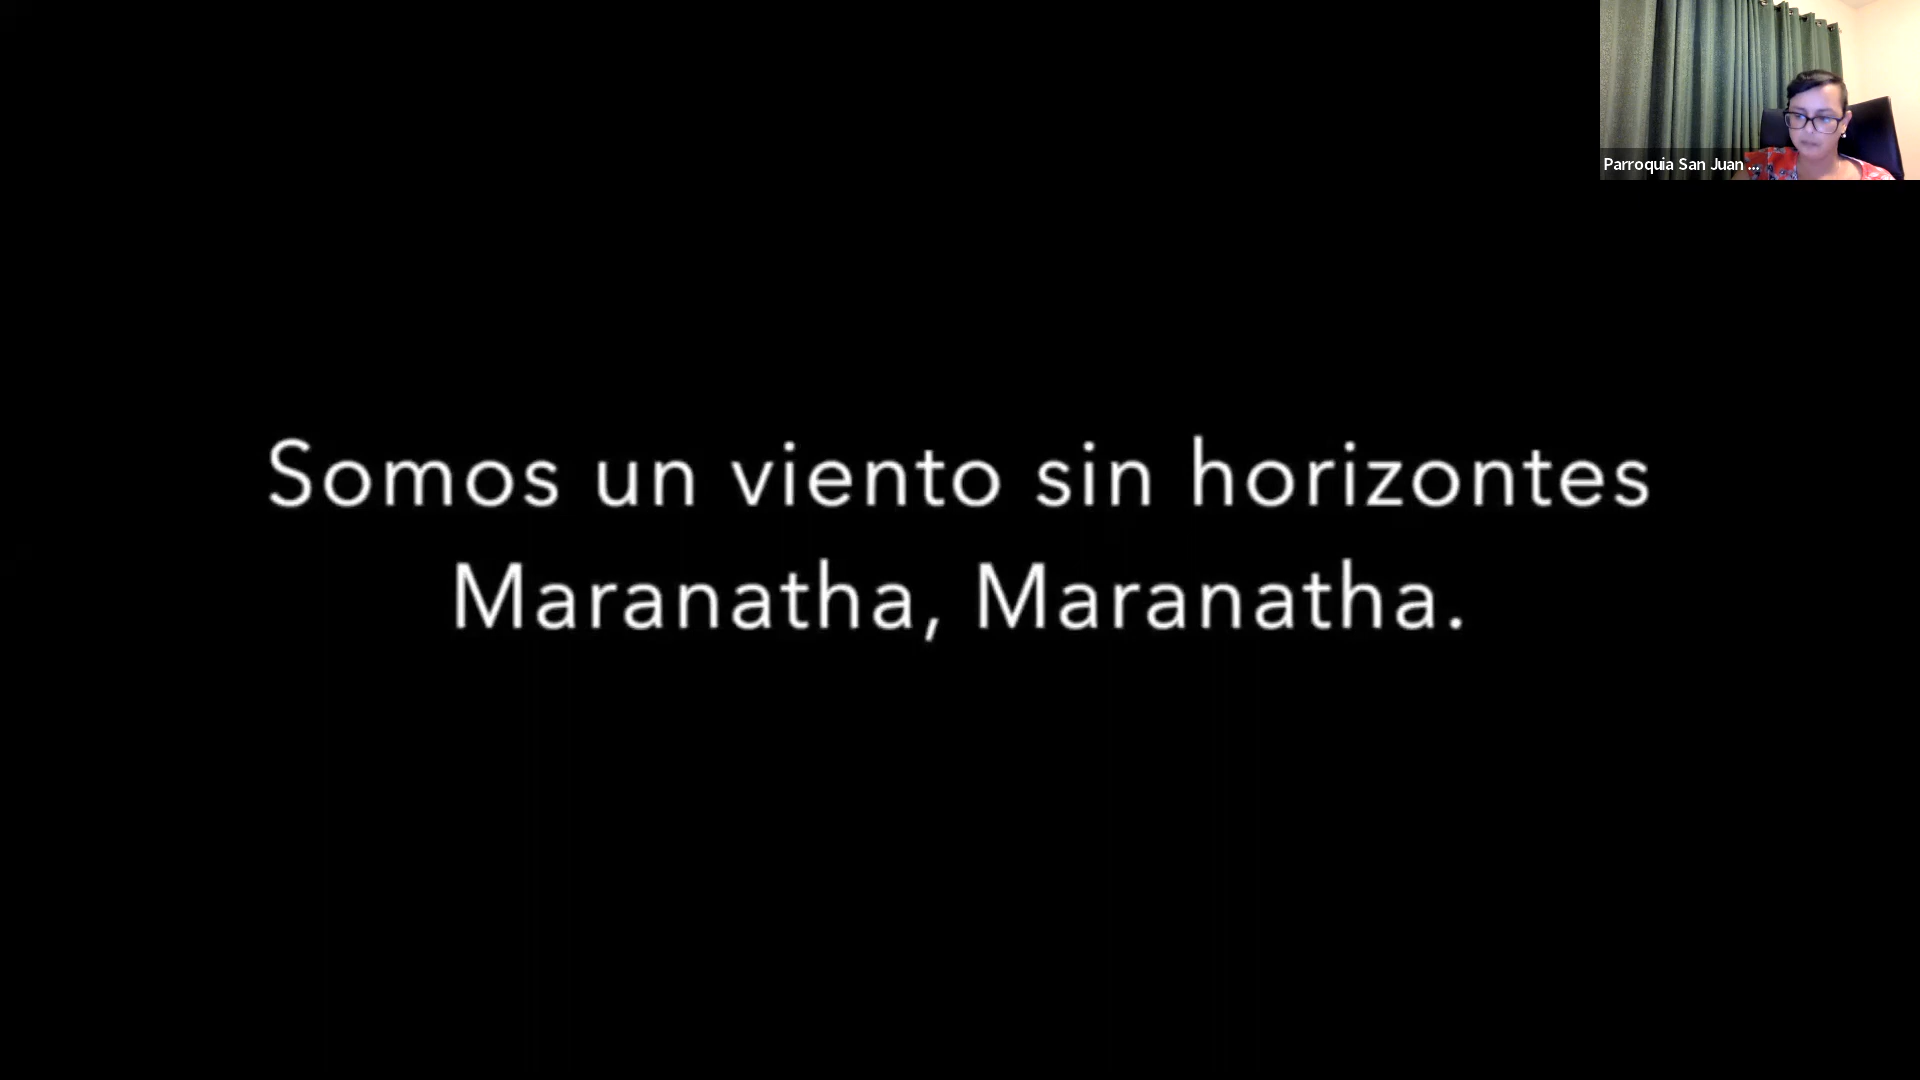 Parroquia San Juan ...
Somos un viento sin horizontes
Maranatha, Maranatha.